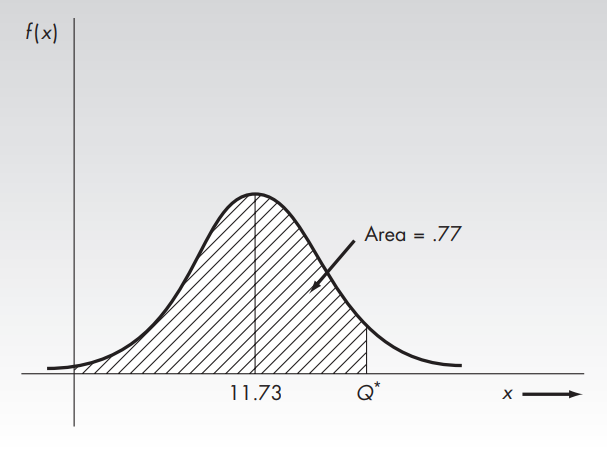 f(x)
Area = .77
11.73
Q*
x